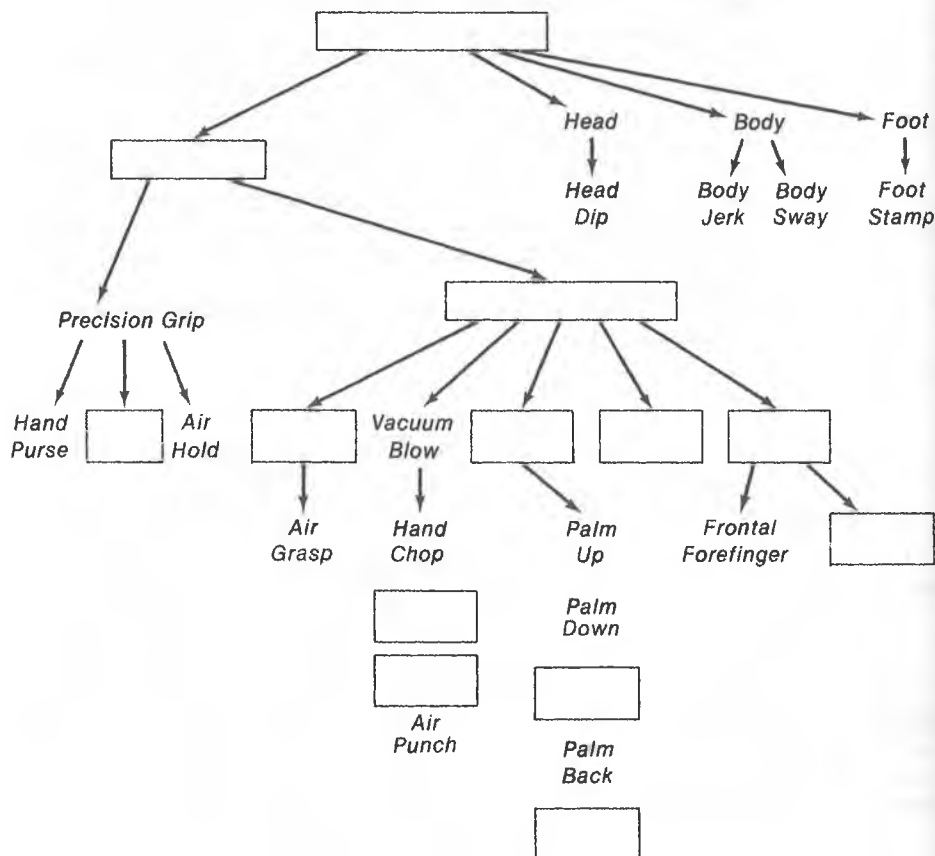 Head
Body
Foot
Head
Dip
Body
Jerk
Body
Sway
Foot
Stamp
Precision Grip
Hand
Purse
Air
Hold
Vacuum
Blow
Air
Grasp
Hand
Chop
Palm
Up
Frontal
Forefinger
Palm
Down
Air
Punch
Palm
Back